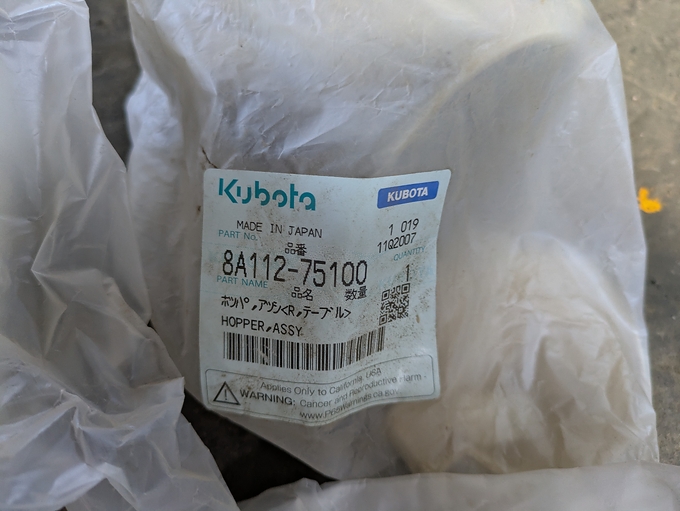 Kubota
KUBOTA
MADE IN JAPAN
1 019
PART No.
品番
11Q2007
QUANTITY
8A112-75100
数量
1
PART NAME
品名
ホツパ,アツシ<R,テーブル>
HOPPER,ASSY
Applies Only to California, USA
WARNING: Cancer and Reproductive Harm -
www.P65Warnings.ca.gov